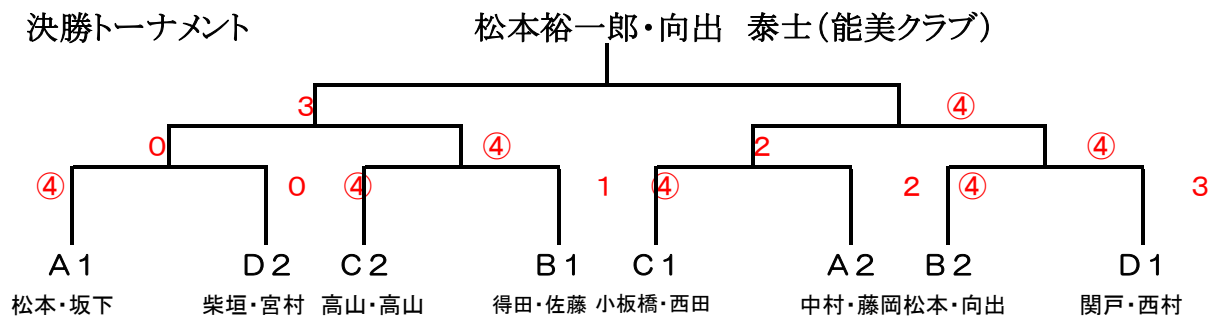 決勝トーナメント 松本裕一郎・向出　泰士（能美クラブ）
3 ④
0 ④ 2 ④
④ 0 ④ 1 ④ 2 ④ 3
A1 D2 C2 B1 C1 A2 B2 D1
松本・坂下 柴垣・宮村 高山・高山 得田・佐藤 小板橋・西田 中村・藤岡 松本・向出 関戸・西村